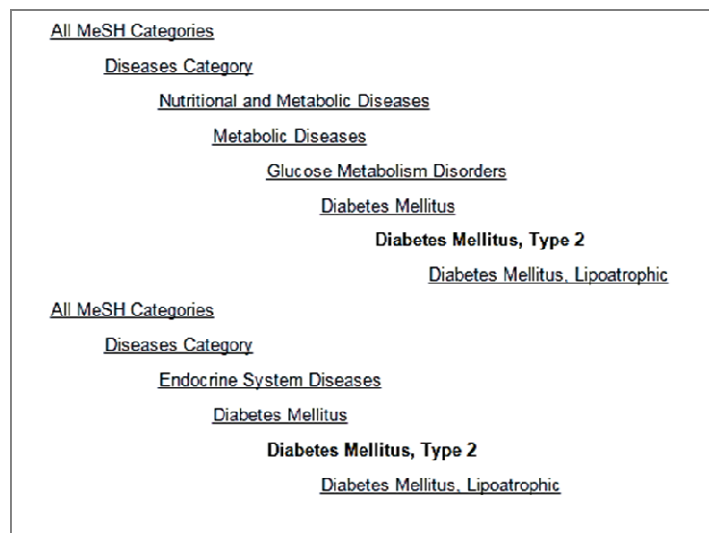 All MeSH Categories
Diseases Category
Nutritional and Metabolic Diseases
Metabolic Diseases
Glucose Metabolism Disorders
Diabetes Mellitus
Diabetes Mellitus, Type 2
Diabetes Mellitus, Lipoatrophic
All MeSH Categories
Diseases Category
Endocrine System Diseases
Diabetes Mellitus
Diabetes Mellitus, Type 2
Diabetes Mellitus, Lipoatrophic